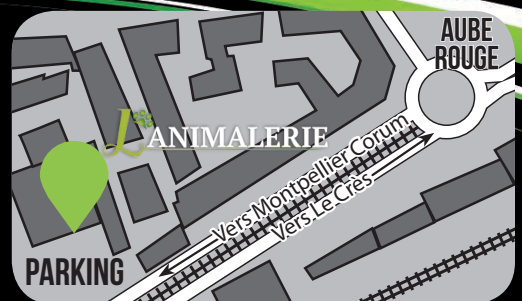 AUBE
ROUGE
L'ANIMALERIE
Vers Montpellier Corum
Vers Le Crès
PARKING